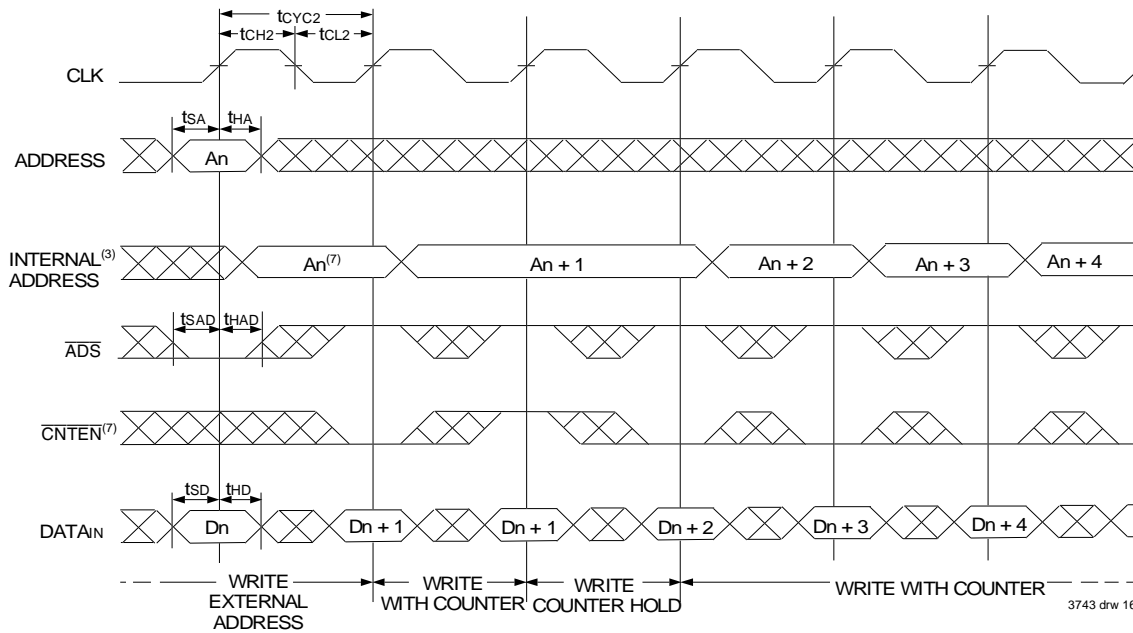 tCYC2
tCH2 tCL2
CLK
tSA tHA
ADDRESS An
INTERNAL(3)
ADDRESS
An(7) An + 1 An + 2 An + 3 An + 4
tSAD tHAD
ADS
CNTEN(7)
tSD tHD
DATAIN Dn Dn + 1 Dn + 1 Dn + 2 Dn + 3 Dn + 4
WRITE
EXTERNAL
ADDRESS
WRITE
WITH COUNTER
WRITE
COUNTER HOLD
WRITE WITH COUNTER
3743 drw 16